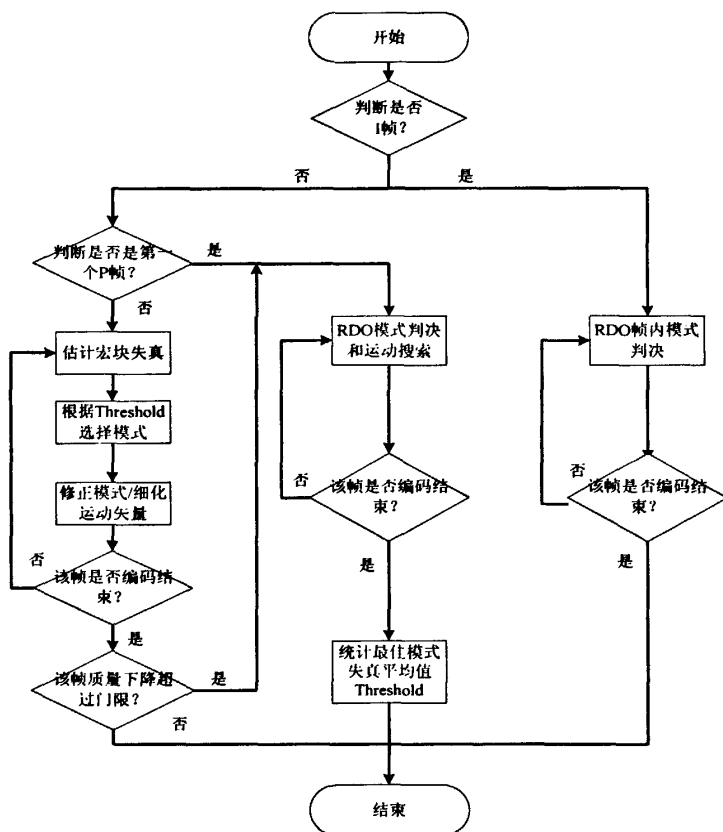 开始
判断是否
I帧？
否
是
判断是否是第一
个P帧？
是
否
估计宏块失真
RDO模式判决
和运动搜索
RDO帧内模式
判决
根据Threshold
选择模式
修正模式/细化
运动矢量
否
该帧是否编码结
束？
否
该帧是否编码结
束？
否
该帧是否编码结
束？
是
是
是
该帧质量下降超
过门限？
是
否
统计最佳模式
失真平均值
Threshold
结束